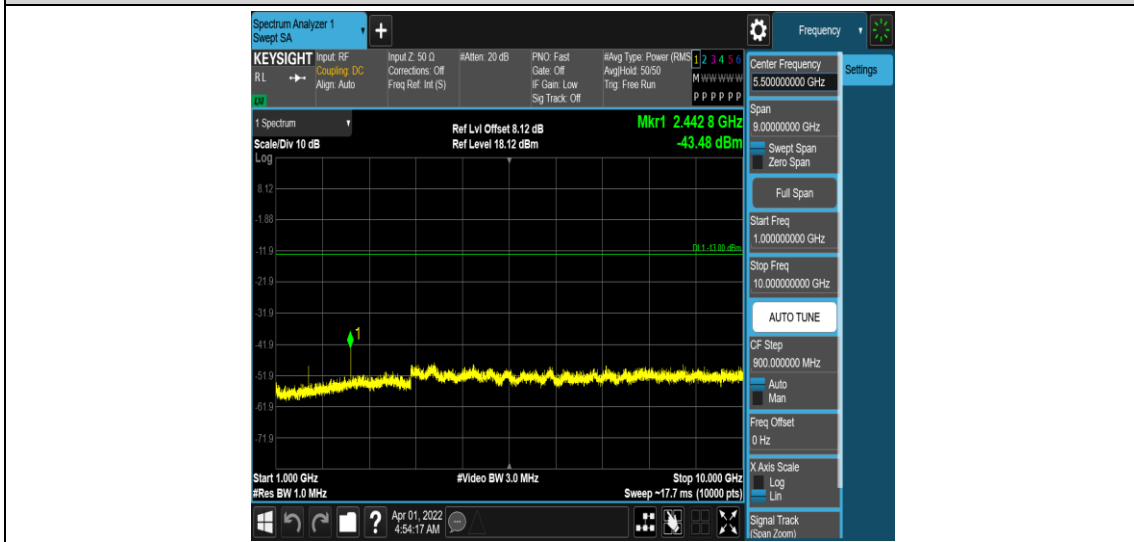 Spectrum Analyzer 1
Swept SA
+
Frequency
KEYSIGHT
RL
LXI
Input: RF
Coupling: DC
Align: Auto
Input Z: 50 Ω
Corrections: Off
Freq Ref: Int (S)
#Atten: 20 dB
PNO: Fast
Gate: Off
IF Gain: Low
Sig Track: Off
#Avg Type: Power (RMS
Avg|Hold: 50/50
Trig: Free Run
1 2 3 4 5 6
M W W W W W
P P P P P P
1 Spectrum
Scale/Div 10 dB
Log
Ref Lvl Offset 8.12 dB
Ref Level 18.12 dBm
Mkr1 2.442 8 GHz
-43.48 dBm
8.12
-1.88
-11.9
-21.9
-31.9
-41.9
-51.9
-61.9
-71.9
DL1 -13.00 dBm
1
Start 1.000 GHz
#Res BW 1.0 MHz
#Video BW 3.0 MHz
Stop 10.000 GHz
Sweep ~17.7 ms (10000 pts)
?
Apr 01, 2022
4:54:17 AM
Center Frequency
5.500000000 GHz
Settings
Span
9.00000000 GHz
Swept Span
Zero Span
Full Span
Start Freq
1.000000000 GHz
Stop Freq
10.000000000 GHz
AUTO TUNE
CF Step
900.000000 MHz
Auto
Man
Freq Offset
0 Hz
X Axis Scale
Log
Lin
Signal Track
(Span Zoom)